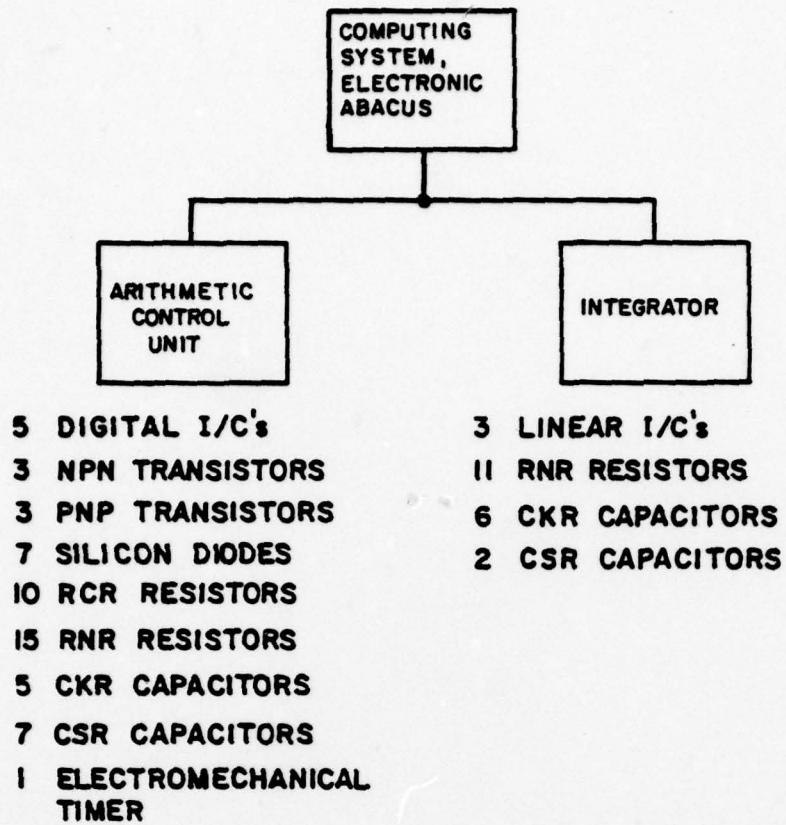 COMPUTING
SYSTEM,
ELECTRONIC
ABACUS
ARITHMETIC
CONTROL
UNIT
5 DIGITAL I/C's
3 NPN TRANSISTORS
3 PNP TRANSISTORS
7 SILICON DIODES
10 RCR RESISTORS
15 RNR RESISTORS
5 CKR CAPACITORS
7 CSR CAPACITORS
1 ELECTROMECHANICAL
TIMER
INTEGRATOR
3 LINEAR I/C's
11 RNR RESISTORS
6 CKR CAPACITORS
2 CSR CAPACITORS